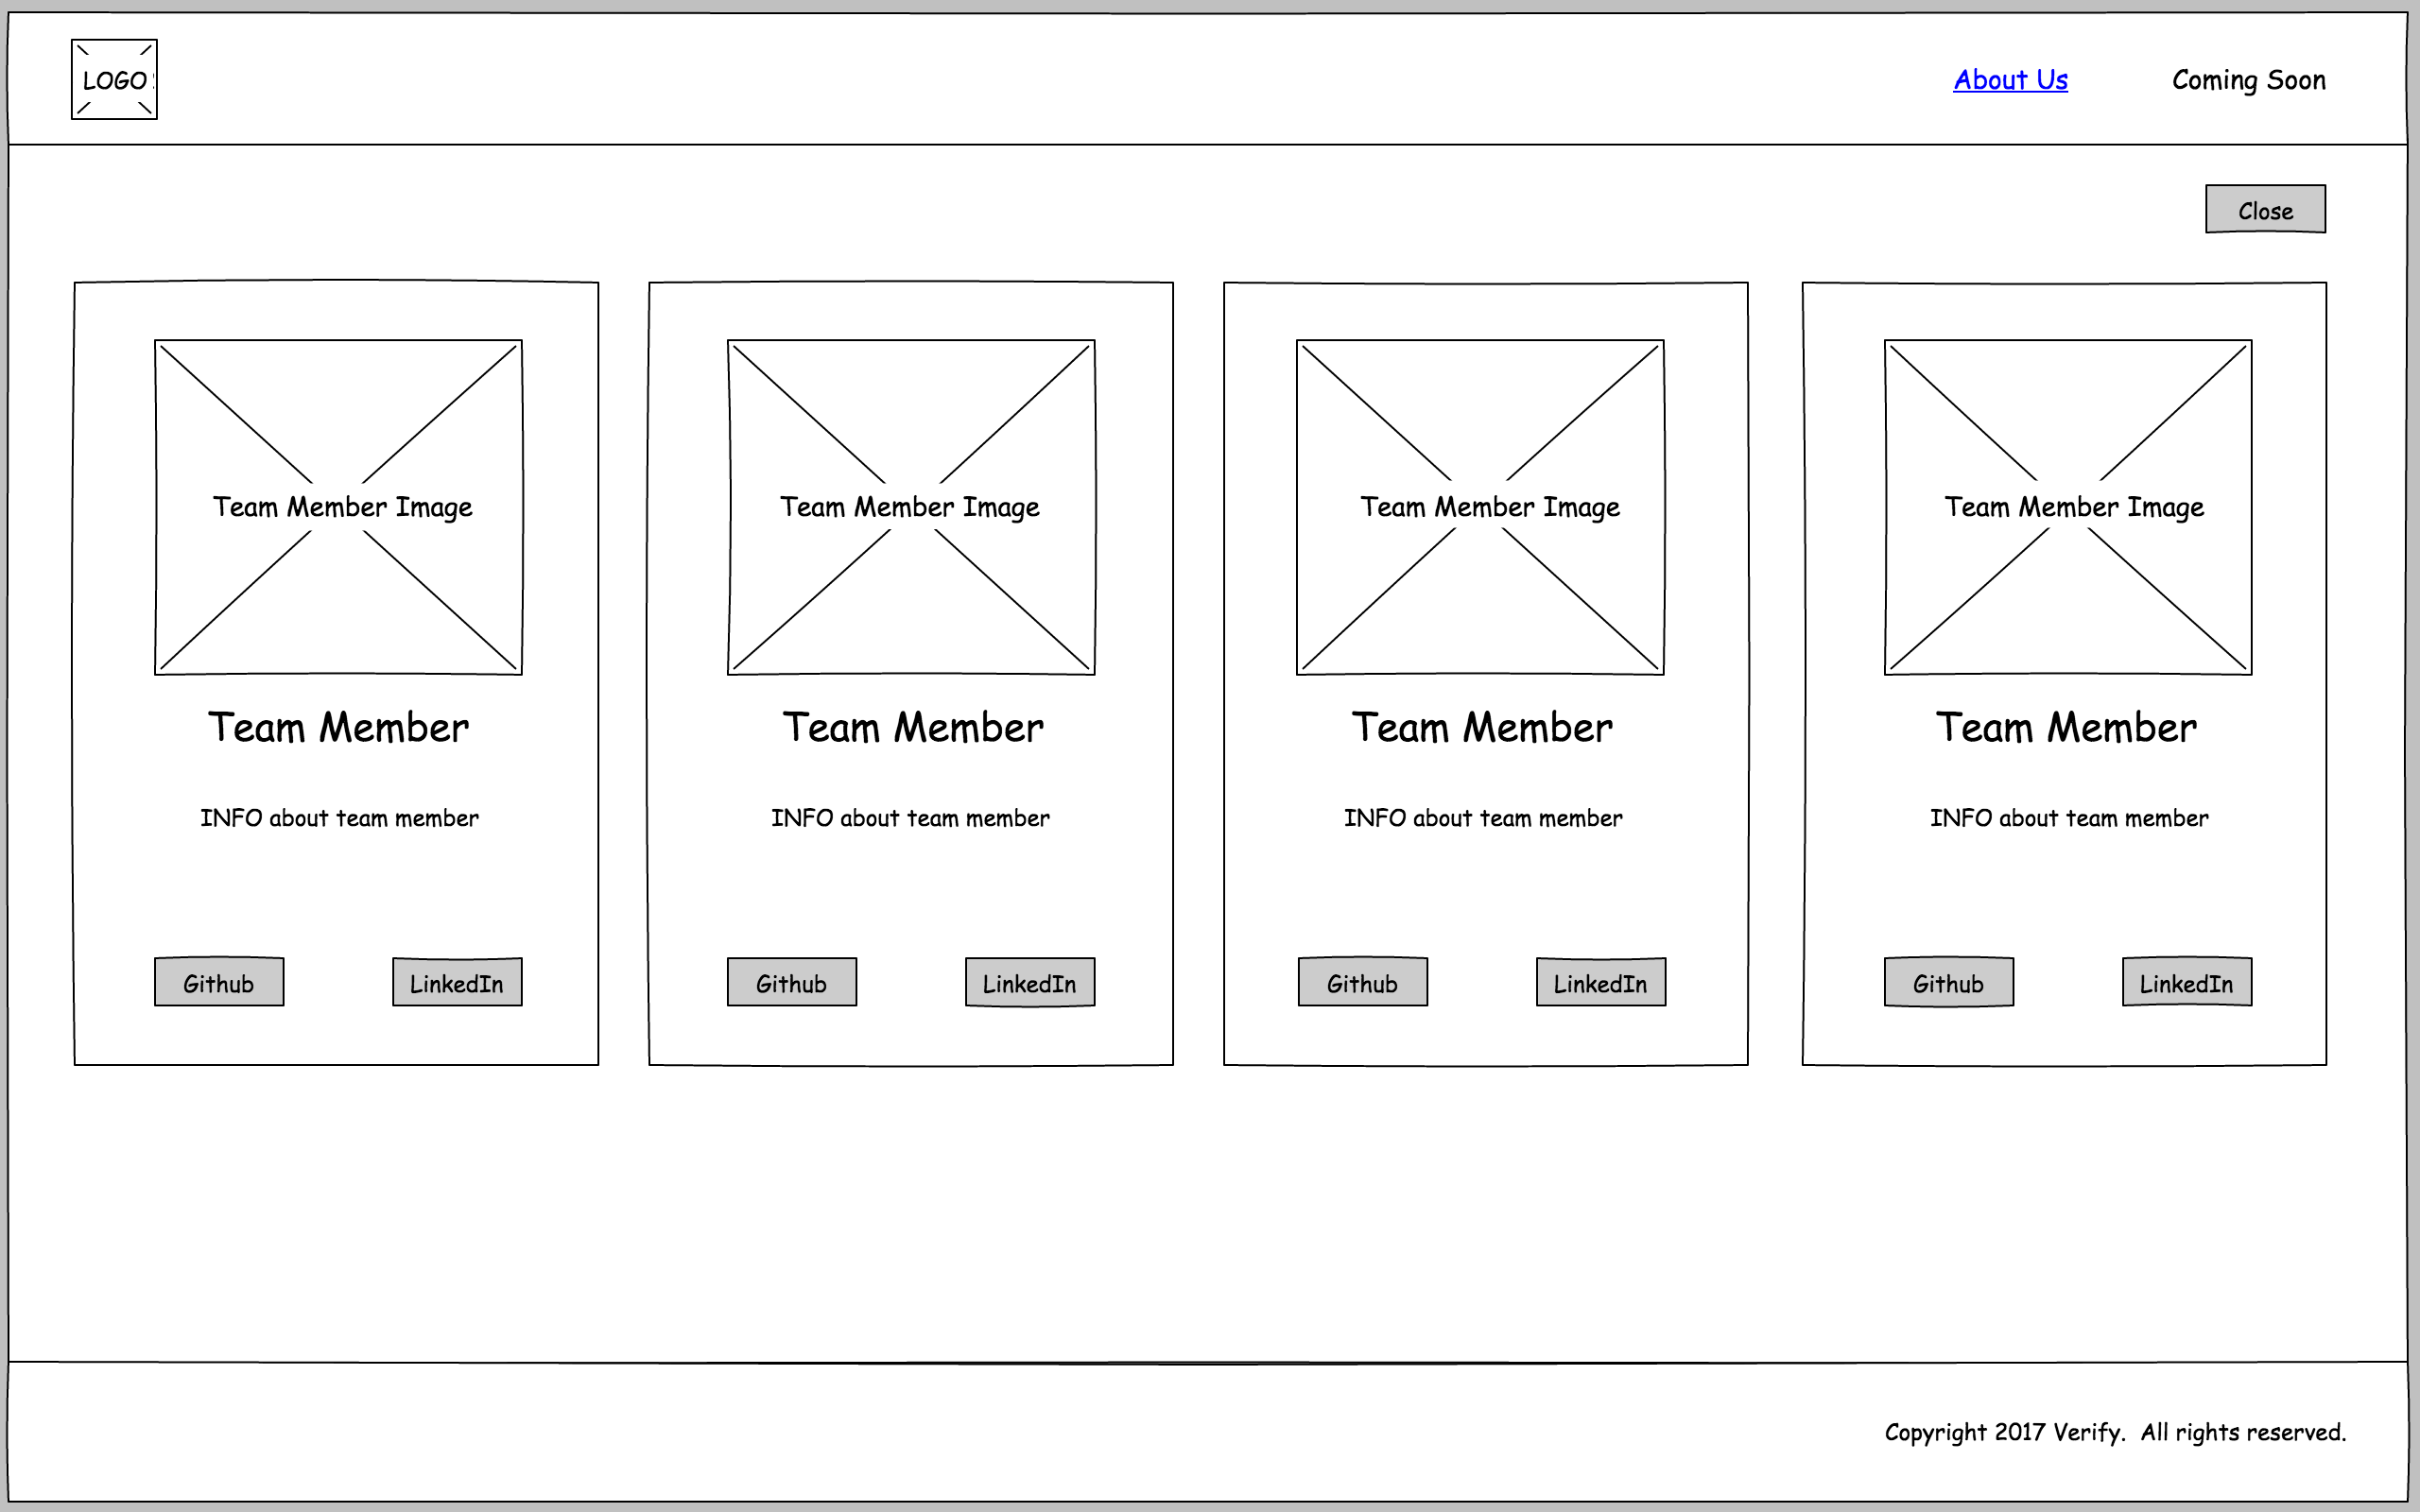 LOGO
About Us
Coming Soon
Close
Team Member Image
Team Member Image
Team Member Image
Team Member Image
Team Member
Team Member
Team Member
Team Member
INFO about team member
INFO about team member
INFO about team member
INFO about team member
Github
LinkedIn
Github
LinkedIn
Github
LinkedIn
Github
LinkedIn
Copyright 2017 Verify.  All rights reserved.